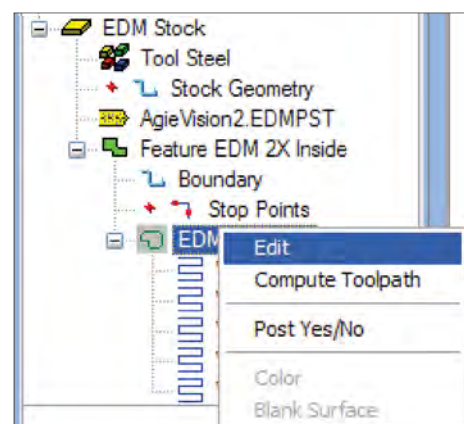 EDM Stock
Tool Steel
Stock Geometry
AgieVision2.EDMPST
Feature EDM 2X Inside
Boundary
Stop Points
EDM
Edit
Compute Toolpath
Post Yes/No
Color
Blank Surface